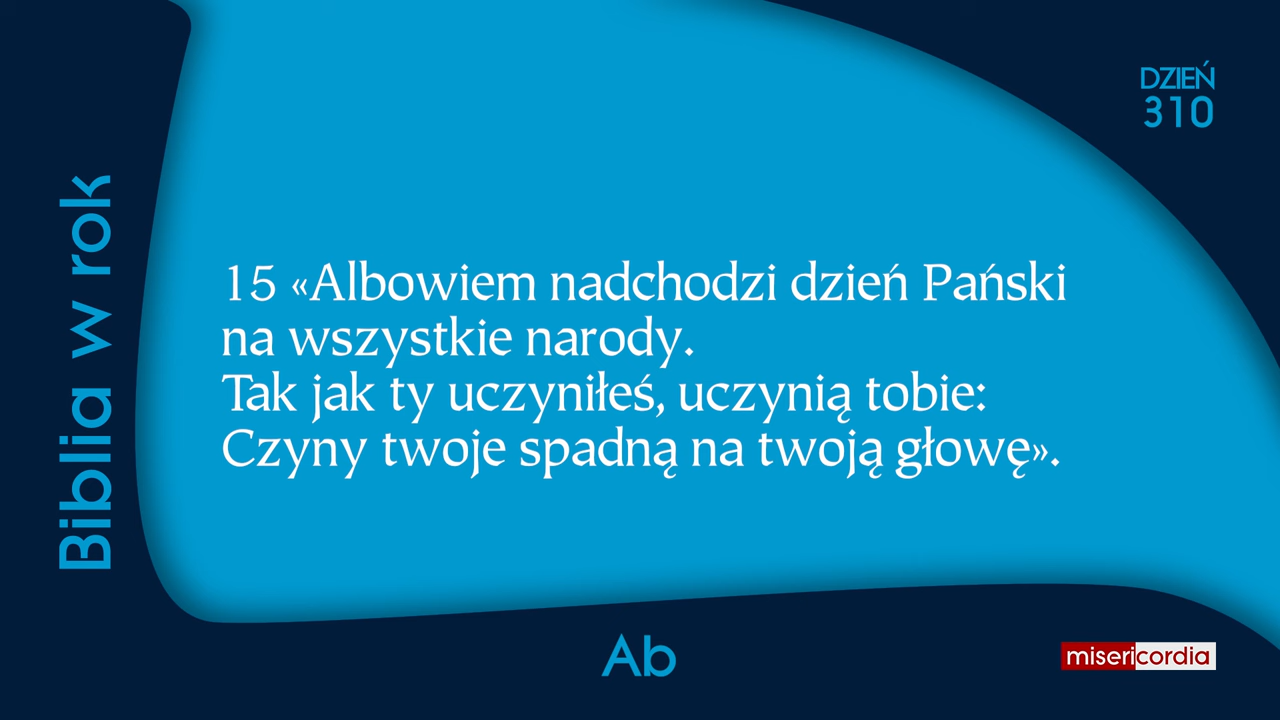 DZIEŃ
310
Biblia w rok
15 «Albowiem nadchodzi dzień Pański
na wszystkie narody.
Tak jak ty uczyniłeś, uczynią tobie:
Czyny twoje spadną na twoją głowę».
Ab
misericordia